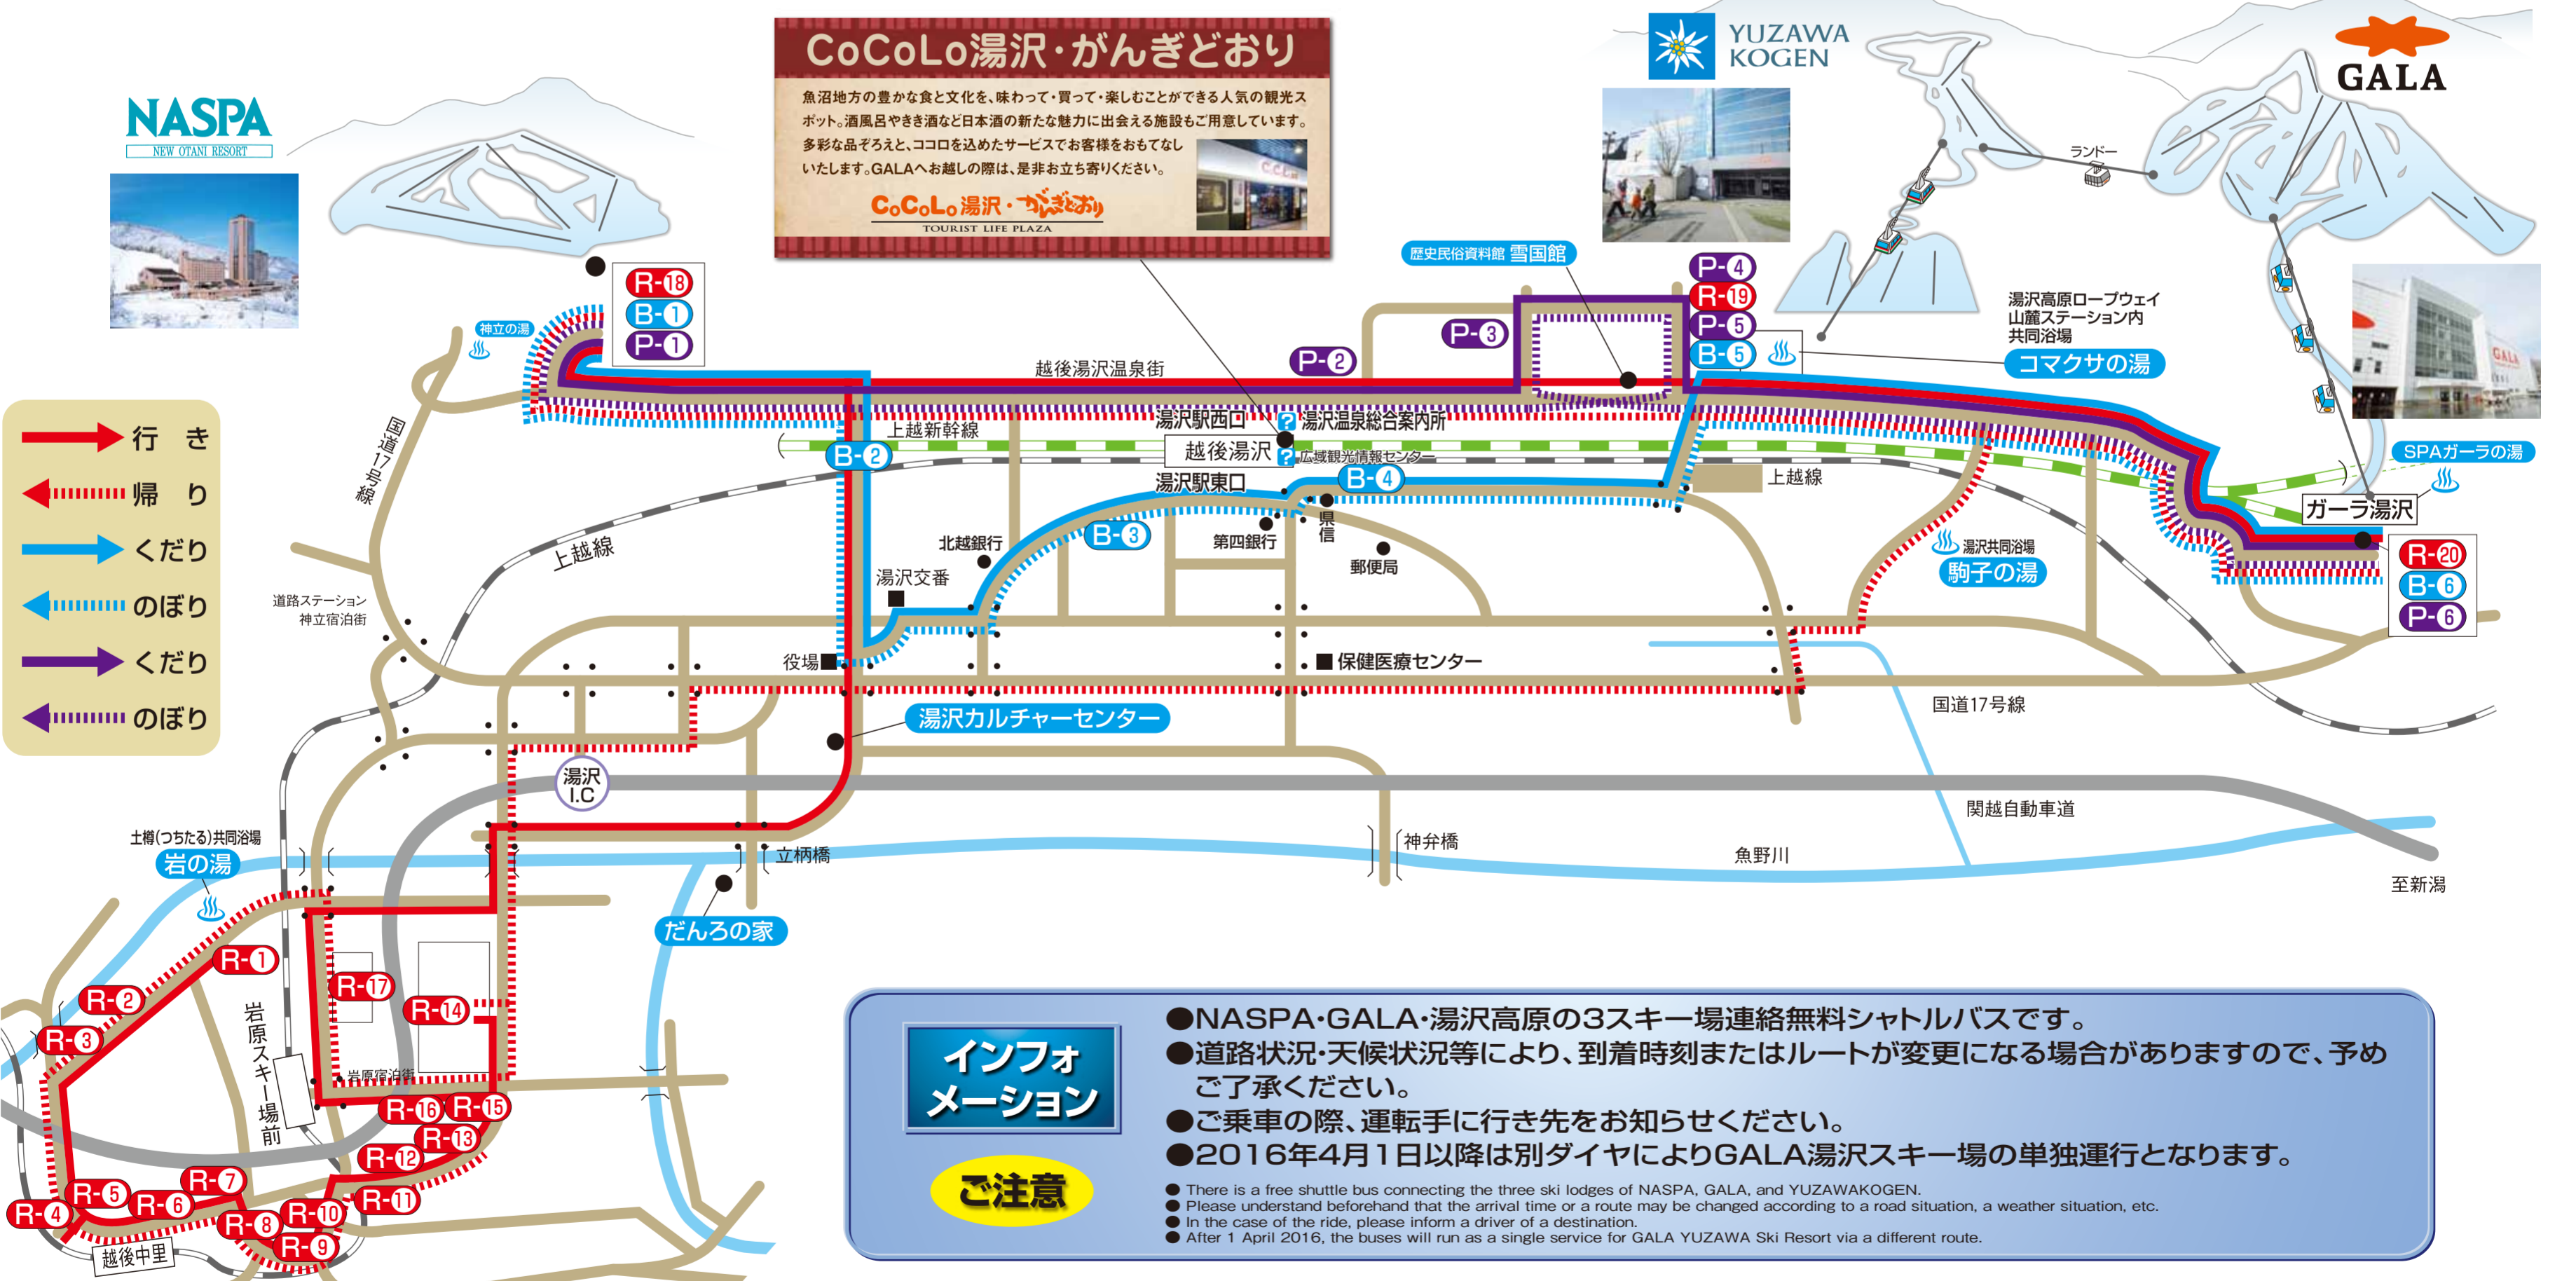 NASPA
NEW OTANI RESORT
CoCoLo湯沢・がんぎどおり
魚沼地方の豊かな食と文化を、味わって・買って・楽しむことができる人気の観光ス
ポット。酒風呂やきき酒など日本酒の新たな魅力に出会える施設もご用意しています。
多彩な品ぞろえと、ココロを込めたサービスでお客様をおもてなし
いたします。GALAへお越しの際は、是非お立ち寄りください。
CoCoLo湯沢・がんぎどおり
TOURIST LIFE PLAZA
YUZAWA
KOGEN
GALA
ランドー
歴史民俗資料館 雪国館
R-18
B-1
P-1
神立の湯
P-4
R-19
P-5
B-5
P-3
P-2
湯沢高原ロープウェイ
山麓ステーション内
共同浴場
コマクサの湯
GALA
越後湯沢温泉街
行 き
帰 り
くだり
のぼり
くだり
のぼり
国道17号線
湯沢駅西口
?
湯沢温泉総合案内所
上越新幹線
越後湯沢
?
広域観光情報センター
B-2
湯沢駅東口
B-4
上越線
SPAガーラの湯
ガーラ湯沢
R-20
B-6
P-6
上越線
B-3
北越銀行
第四銀行
県信
郵便局
湯沢共同浴場
駒子の湯
湯沢交番
道路ステーション
神立宿泊街
役場
保健医療センター
湯沢カルチャーセンター
国道17号線
湯沢
I.C
関越自動車道
土樽(つちたる)共同浴場
岩の湯
立柄橋
神弁橋
魚野川
至新潟
だんろの家
R-1
R-2
R-3
R-17
R-14
岩原スキー場前
岩原宿泊街
R-16
R-15
R-13
R-12
R-11
R-7
R-5
R-6
R-4
R-8
R-10
R-9
越後中里
インフォ
メーション
ご注意
●NASPA・GALA・湯沢高原の3スキー場連絡無料シャトルバスです。
●道路状況・天候状況等により、到着時刻またはルートが変更になる場合がありますので、予め
ご了承ください。
●ご乗車の際、運転手に行き先をお知らせください。
●2016年4月1日以降は別ダイヤによりGALA湯沢スキー場の単独運行となります。
● There is a free shuttle bus connecting the three ski lodges of NASPA, GALA, and YUZAWAKOGEN.
● Please understand beforehand that the arrival time or a route may be changed according to a road situation, a weather situation, etc.
● In the case of the ride, please inform a driver of a destination.
● After 1 April 2016, the buses will run as a single service for GALA YUZAWA Ski Resort via a different route.